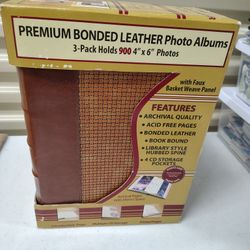 PREMIUM BONDED LEATHER Photo Albums
3-Pack Holds 900 4" x 6" Photos
with Faux
Basket Weave Panel
FEATURES
• ARCHIVAL QUALITY
• ACID FREE PAGES
• BONDED LEATHER
• BOOK BOUND
• LIBRARY STYLE
HUBBED SPINE
• 4 CD STORAGE
POCKETS